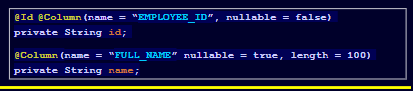 @Id @Column(name = “EMPLOYEE_ID”, nullable = false)
private String id;
@Column(name = “FULL_NAME” nullable = true, length = 100)
private String name;